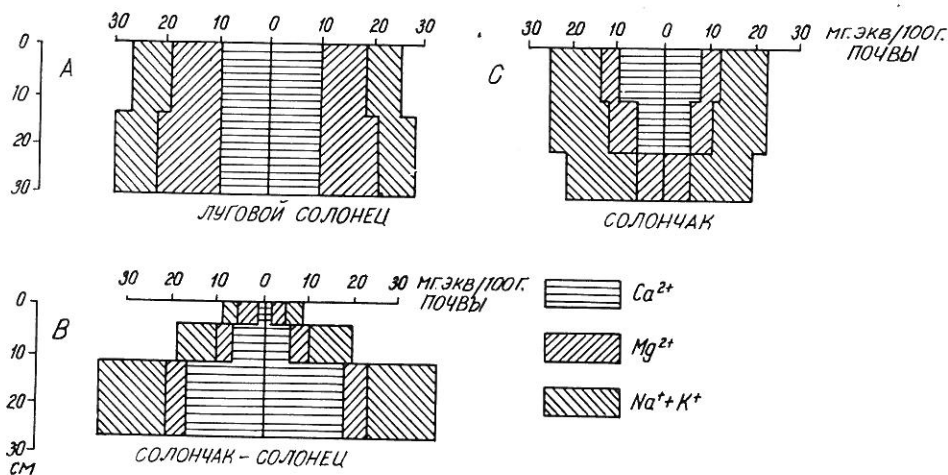 30 20 10 0 10 20 30
0
10
20
30
А
ЛУГОВОЙ СОЛОНЕЦ
30 20 10 0 10 20 30
МГ.ЭКВ/100Г.
ПОЧВЫ
С
СОЛОНЧАК
30 20 10 0 10 20 30
МГ.ЭКВ/100Г.
ПОЧВЫ
0
10
20
30
СМ
В
СОЛОНЧАК - СОЛОНЕЦ
Ca²⁺
Mg²⁺
Na⁺+K⁺